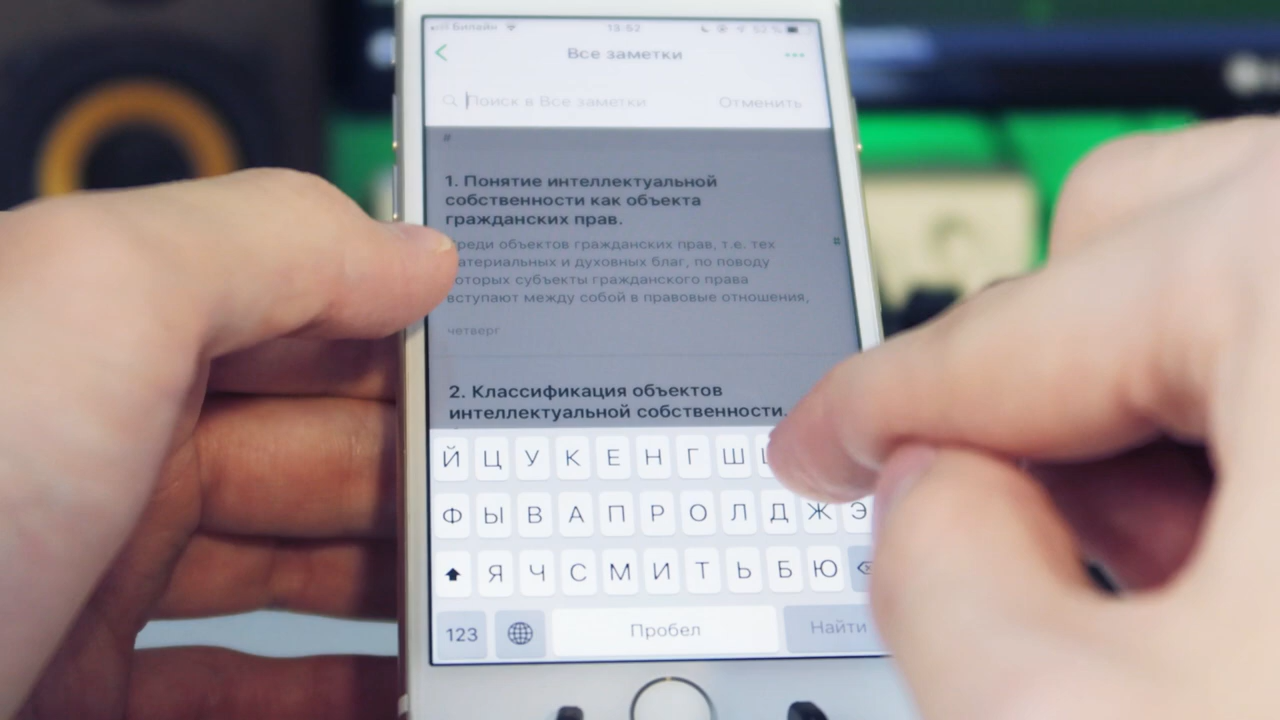 Билайн 13:52 52 %
Все заметки
Поиск в Все заметки Отменить
1. Понятие интеллектуальной
собственности как объекта
гражданских прав.
реди объектов гражданских прав, т.е. тех
атериальных и духовных благ, по поводу
оторых субъекты гражданского права
вступают между собой в правовые отношения,
четверг
2. Классификация объектов
интеллектуальной собственности.
Й Ц У К Е Н Г Ш
Ф Ы В А П Р О Л Д Ж Э
Я Ч С М И Т Ь Б Ю
123 Пробел Найти